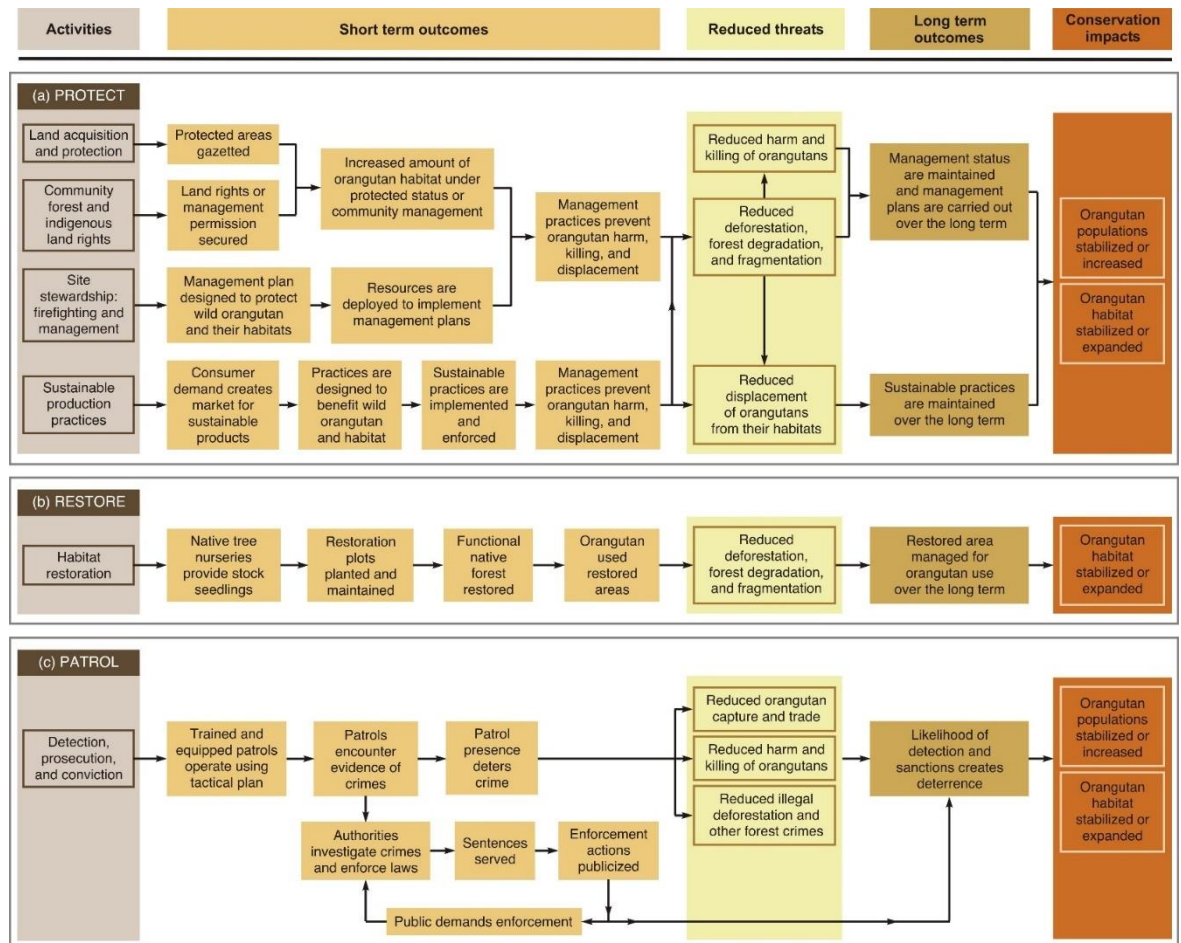 Activities
Short term outcomes
Reduced threats
Long term
outcomes
Conservation
impacts
(a) PROTECT
Land acquisition
and protection
Protected areas
gazetted
Community
forest and
indigenous
land rights
Land rights or
management
permission
secured
Increased amount of
orangutan habitat under
protected status or
community management
Site
stewardship:
firefighting and
management
Management plan
designed to protect
wild orangutan
and their habitats
Resources are
deployed to implement
management plans
Management
practices prevent
orangutan harm,
killing, and
displacement
Sustainable
production
practices
Consumer
demand creates
market for
sustainable
products
Practices are
designed to
benefit wild
orangutan
and habitat
Sustainable
practices are
implemented
and
enforced
Management
practices prevent
orangutan harm,
killing, and
displacement
Reduced harm and
killing of orangutans
Reduced
deforestation,
forest degradation,
and fragmentation
Reduced
displacement
of orangutans
from their habitats
Management status
are maintained
and management
plans are carried out
over the long term
Sustainable practices
are maintained
over the long term
Orangutan
populations
stabilized or
increased
Orangutan
habitat
stabilized or
expanded
(b) RESTORE
Habitat
restoration
Native tree
nurseries
provide stock
seedlings
Restoration
plots
planted and
maintained
Functional
native
forest
restored
Orangutan
used
restored
areas
Reduced
deforestation,
forest degradation,
and fragmentation
Restored area
managed for
orangutan use
over the long term
Orangutan
habitat
stabilized or
expanded
(c) PATROL
Detection,
prosecution,
and conviction
Trained and
equipped patrols
operate using
tactical plan
Patrols
encounter
evidence of
crimes
Patrol
presence
deters
crime
Authorities
investigate crimes
and enforce laws
Sentences
served
Enforcement
actions
publicized
Public demands enforcement
Reduced orangutan
capture and trade
Reduced harm and
killing of orangutans
Reduced illegal
deforestation and
other forest crimes
Likelihood of
detection and
sanctions creates
deterrence
Orangutan
populations
stabilized or
increased
Orangutan
habitat
stabilized or
expanded